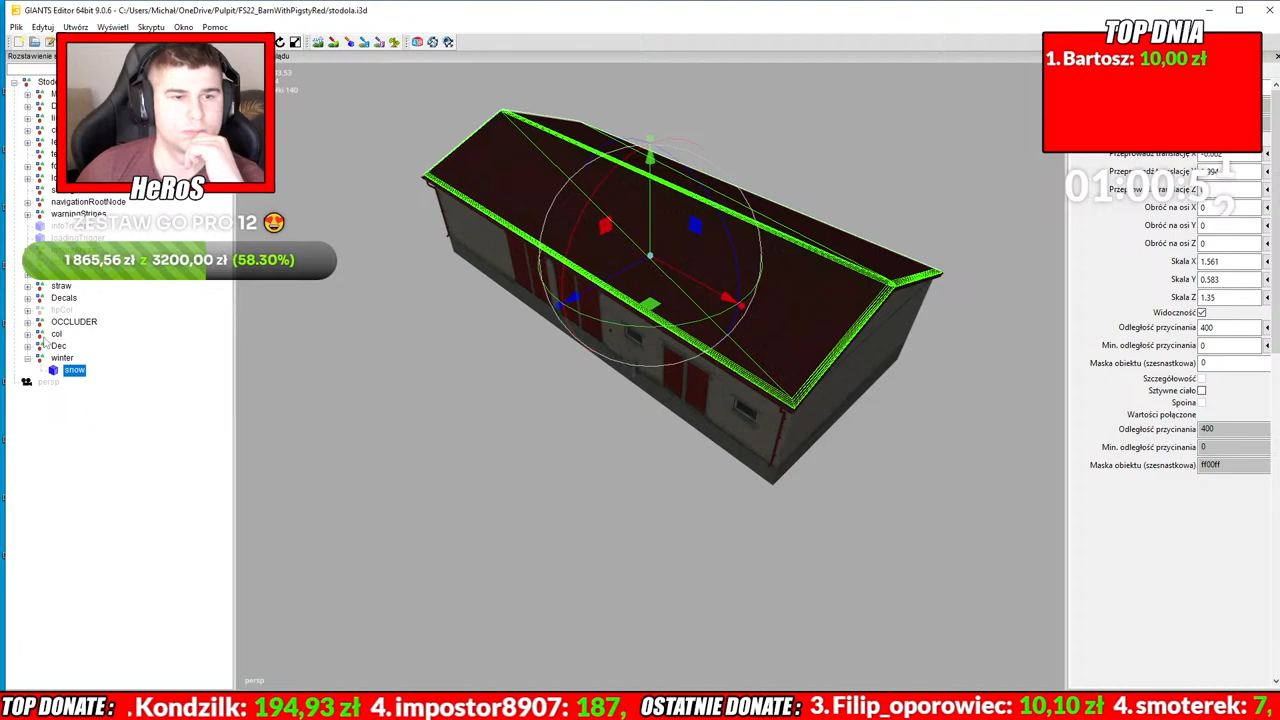 GIANTS Editor 64bit 9.0.6 - C:/Users/Michał/OneDrive/Pulpit/FS22_BarnWithPigstyRed/stodola.i3d
Plik Edytuj Utwórz Wyświetl Skryptu Okno Pomoc
TOP DNIA
1.Bartosz: 10,00 zł
HeRoS
navigationRootNode
warningStripes
ZESTAW GO PRO 12 😍
1 865,56 zł z 3200,00 zł (58.30%)
straw
Decals
tipCol
OCCLUDER
col
Dec
winter
snow
persp
Obróć na osi X 0
Obróć na osi Y 0
Obróć na osi Z 0
Skala X 1.561
Skala Y 0.583
Skala Z 1.35
Widoczność
Odległość przycinania 400
Min. odległość przycinania 0
Maska obiektu (szesnastkowa) 0
Szczegółowość
Sztywne ciało
Spoina
Wartości połączone
Odległość przycinania 400
Min. odległość przycinania 0
Maska obiektu (szesnastkowa) ff00ff
persp
TOP DONATE : . Kondzilk: 194,93 zł 4. impostor8907: 187, OSTATNIE DONATE : 3. Filip_oporowiec: 10,10 zł 4. smoterek: 7,